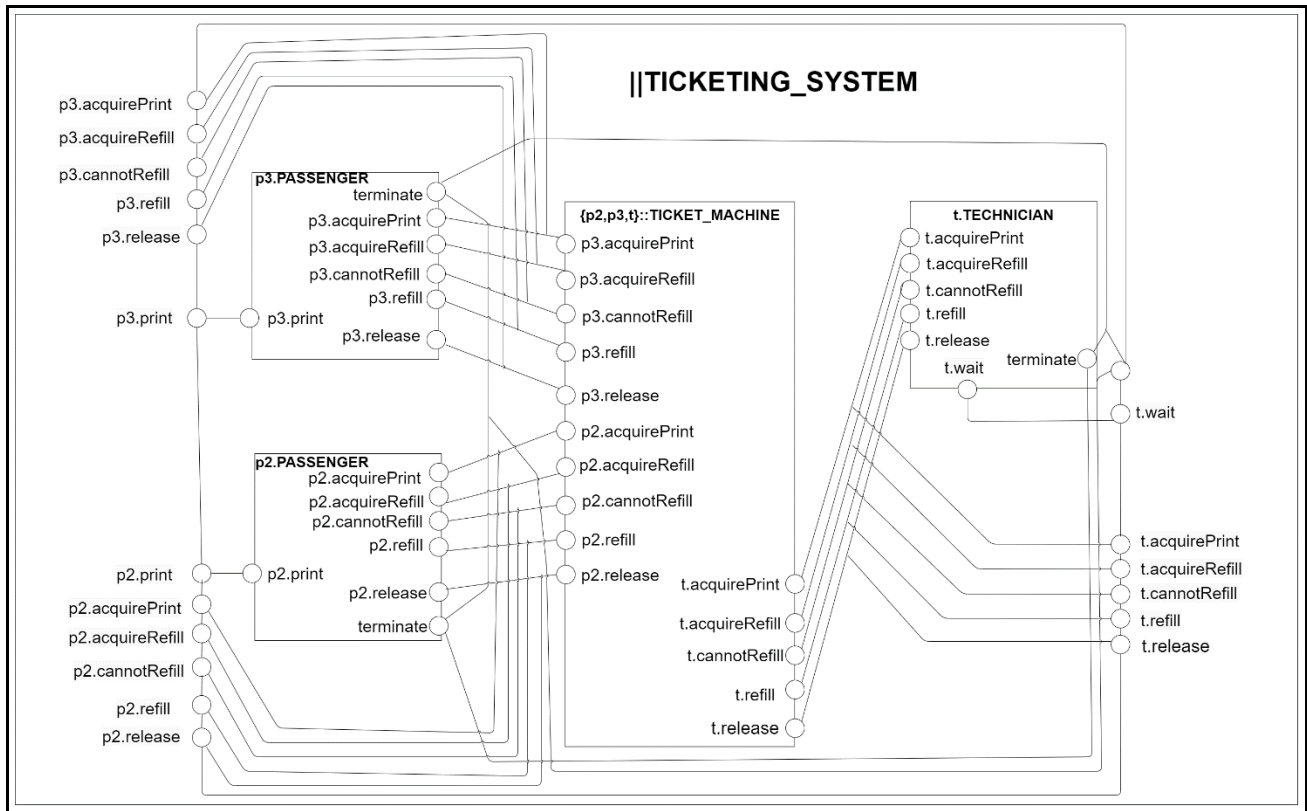 ||TICKETING_SYSTEM
p3.acquirePrint
p3.acquireRefill
p3.cannotRefill
p3.refill
p3.release
p3.print
p3.PASSENGER
terminate
p3.acquirePrint
p3.acquireRefill
p3.cannotRefill
p3.refill
p3.release
p3.print
{p2,p3,t}::TICKET_MACHINE
p3.acquirePrint
p3.acquireRefill
p3.cannotRefill
p3.refill
p3.release
p2.acquirePrint
p2.acquireRefill
p2.cannotRefill
p2.refill
p2.release
t.acquirePrint
t.acquireRefill
t.cannotRefill
t.refill
t.release
t.TECHNICIAN
t.acquirePrint
t.acquireRefill
t.cannotRefill
t.refill
t.release
t.wait
terminate
t.wait
p2.PASSENGER
p2.acquirePrint
p2.acquireRefill
p2.cannotRefill
p2.refill
p2.print
p2.release
terminate
p2.print
p2.acquirePrint
p2.acquireRefill
p2.cannotRefill
p2.refill
p2.release
t.acquirePrint
t.acquireRefill
t.cannotRefill
t.refill
t.release